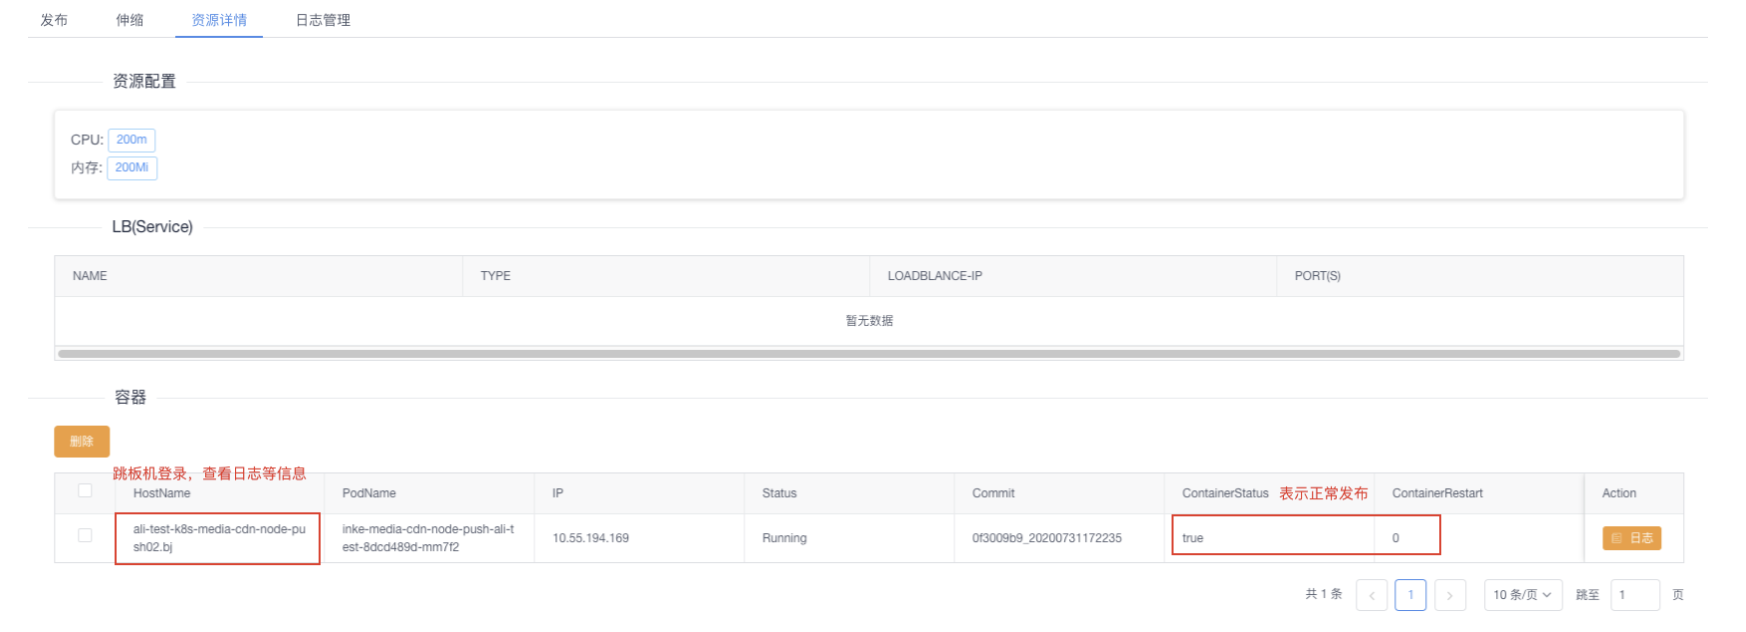 发布 伸缩 资源详情 日志管理
资源配置
CPU: 200m
内存: 200Mi
LB(Service)
NAME TYPE LOADBLANCE-IP PORT(S)
暂无数据
容器
删除
跳板机登录，查看日志等信息
HostName PodName IP Status Commit ContainerStatus 表示正常发布 ContainerRestart Action
ali-test-k8s-media-cdn-node-pu inke-media-cdn-node-push-ali-t
10.55.194.169 Running 0f3009b9_20200731172235 true 0 日志
sh02.bj est-8dcd489d-mm7f2
共 1 条 < 1 > 10 条/页 跳至 1 页